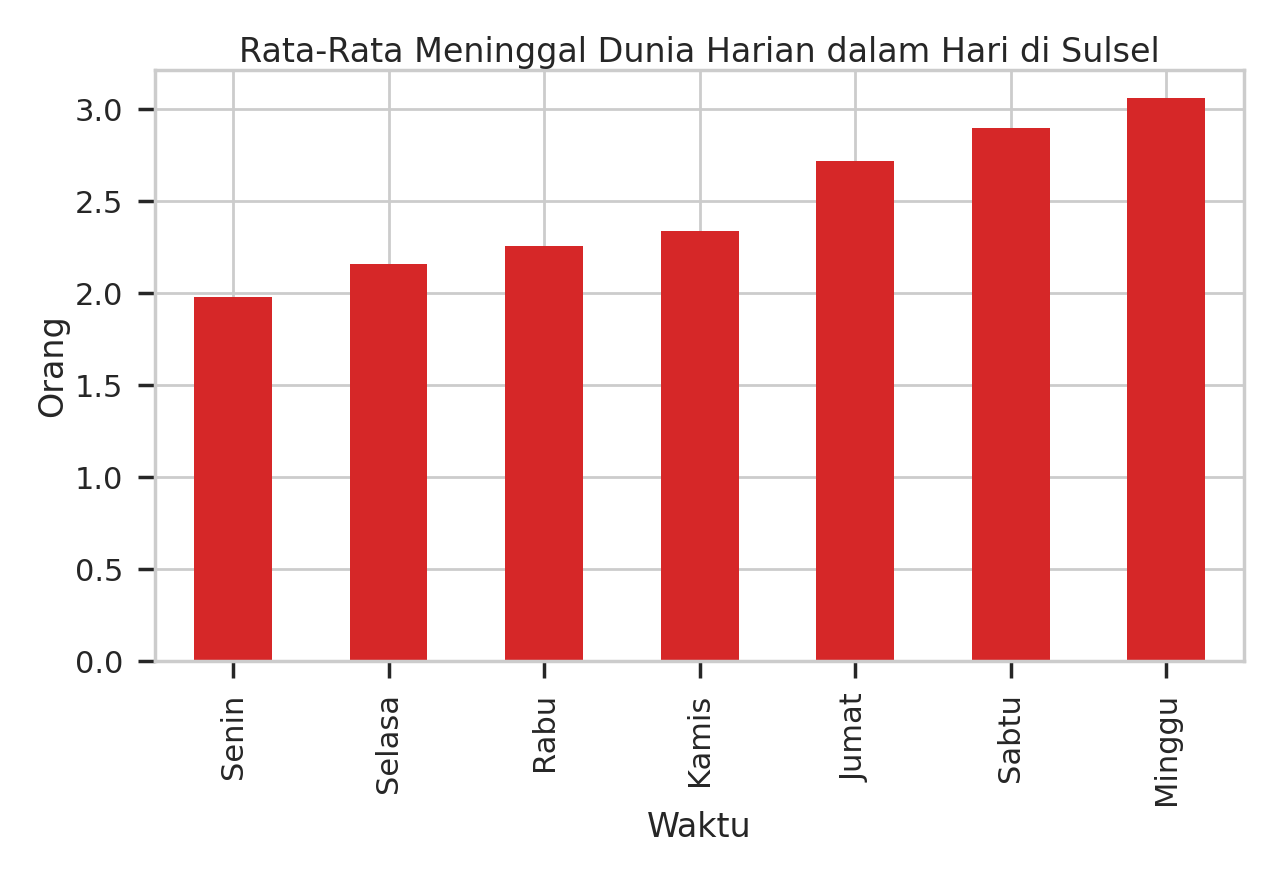 Rata-Rata Meninggal Dunia Harian dalam Hari di Sulsel
3.0
2.5
2.0
1.5
1.0
0.5
0.0
Orang
Senin
Selasa
Rabu
Kamis
Jumat
Sabtu
Minggu
Waktu